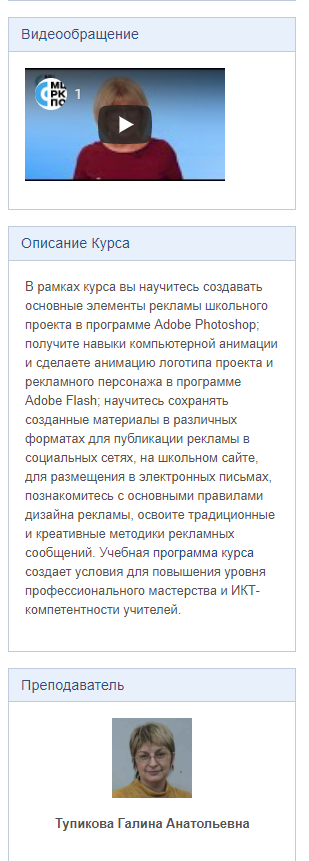 Видеообращение
МЦ
РК
ПО
1
Описание Курса
В рамках курса вы научитесь создавать
основные элементы рекламы школьного
проекта в программе Adobe Photoshop;
получите навыки компьютерной анимации
и сделаете анимацию логотипа проекта и
рекламного персонажа в программе
Adobe Flash; научитесь сохранять
созданные материалы в различных
форматах для публикации рекламы в
социальных сетях, на школьном сайте,
для размещения в электронных письмах,
познакомитесь с основными правилами
дизайна рекламы, освоите традиционные
и креативные методики рекламных
сообщений. Учебная программа курса
создает условия для повышения уровня
профессионального мастерства и ИКТ-
компетентности учителей.
Преподаватель
Тупикова Галина Анатольевна